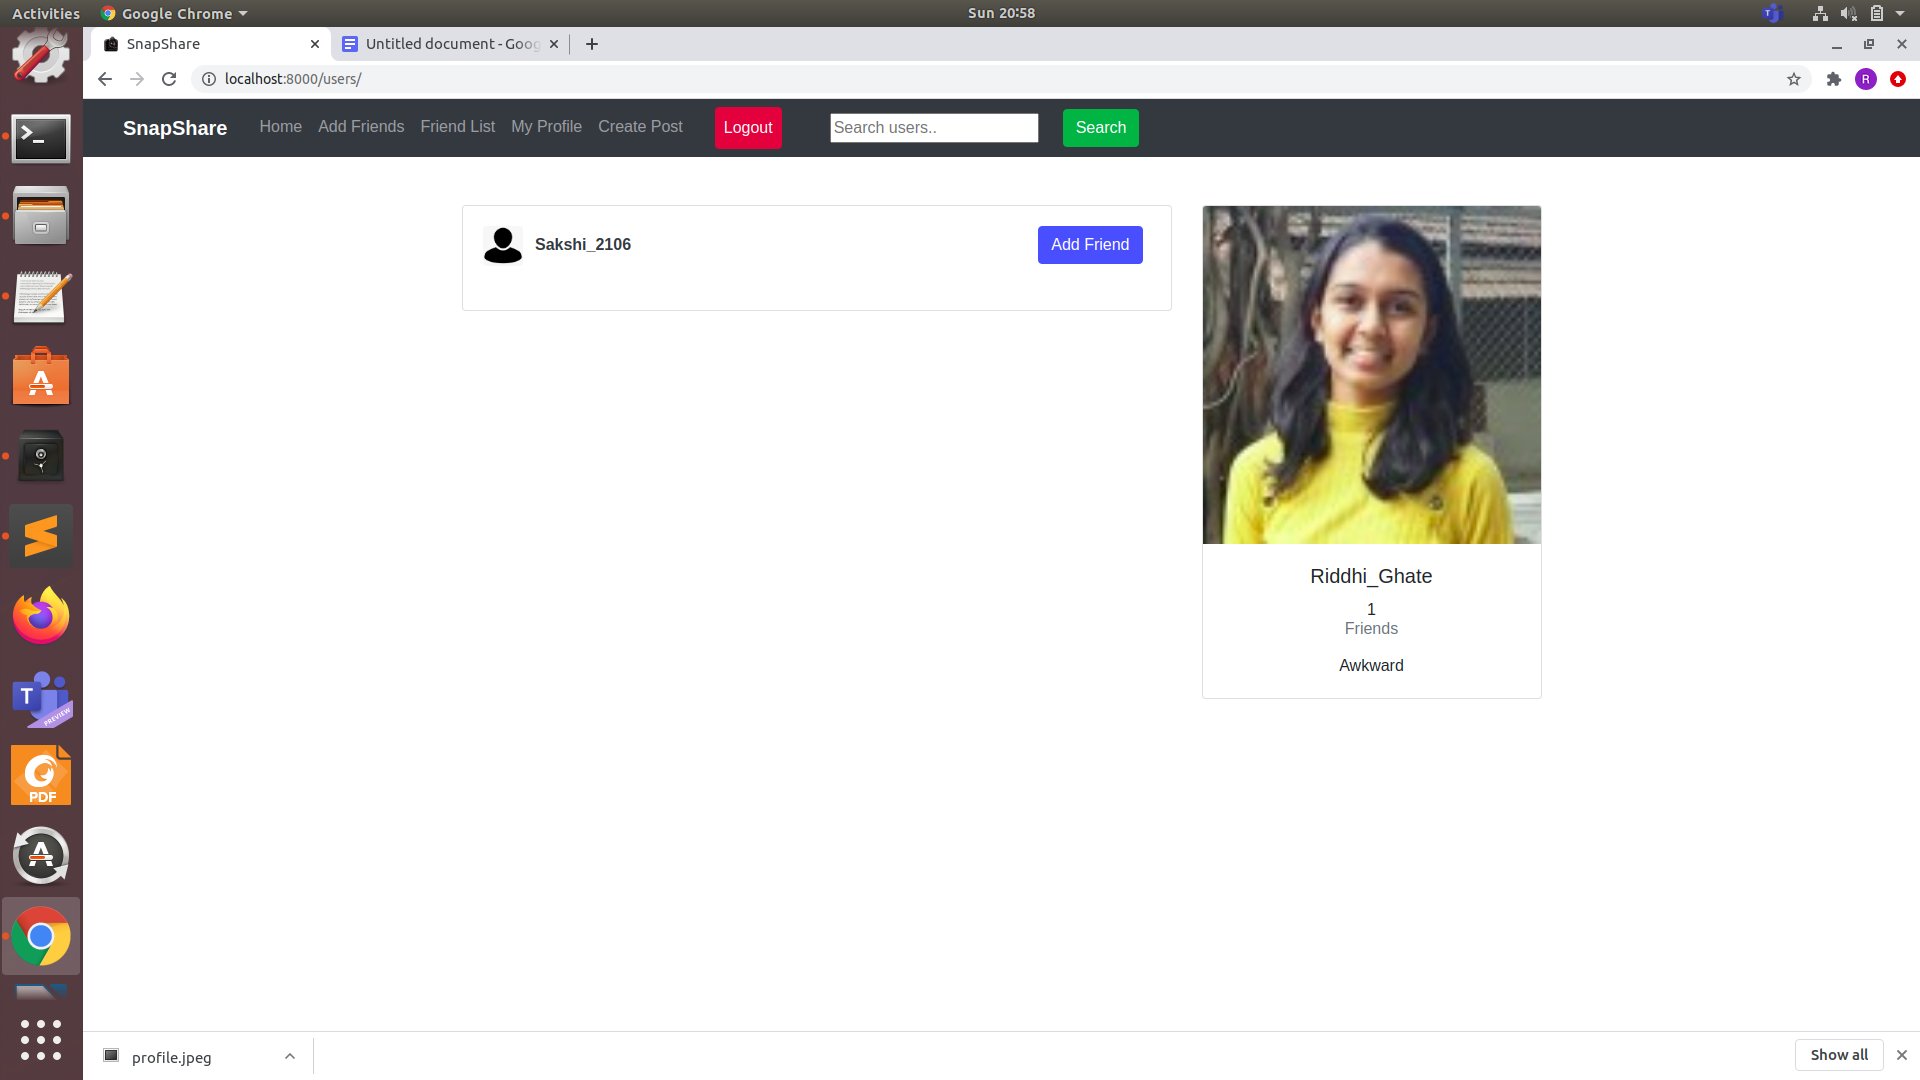 Activities
Google Chrome
Sun 20:58
SnapShare
Untitled document - Goog
localhost:8000/users/
R
SnapShare
Home
Add Friends
Friend List
My Profile
Create Post
Logout
Search users..
Search
Sakshi_2106
Add Friend
Riddhi_Ghate
1
Friends
Awkward
T
PREVIEW
PDF
profile.jpeg
Show all